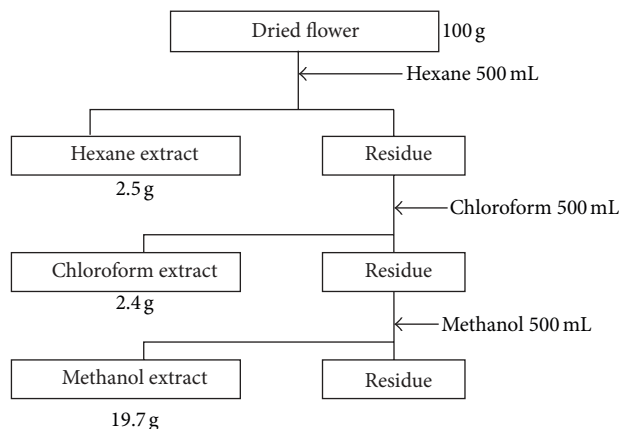 Dried flower
100 g
Hexane 500 mL
Hexane extract
Residue
2.5 g
Chloroform 500 mL
Chloroform extract
Residue
2.4 g
Methanol 500 mL
Methanol extract
Residue
19.7 g